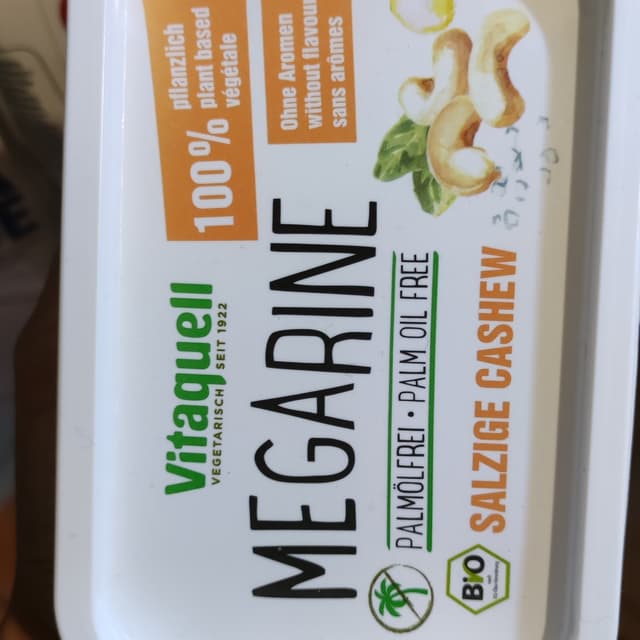 100%
pflanzlich
plant based
végétale
Ohne Aromen
without flavou
sans arômes
Vitaquell
VEGETARISCH SEIT 1922
MEGARINE
PALMÖLFREI • PALM OIL FREE
Bio
SALZIGE CASHEW